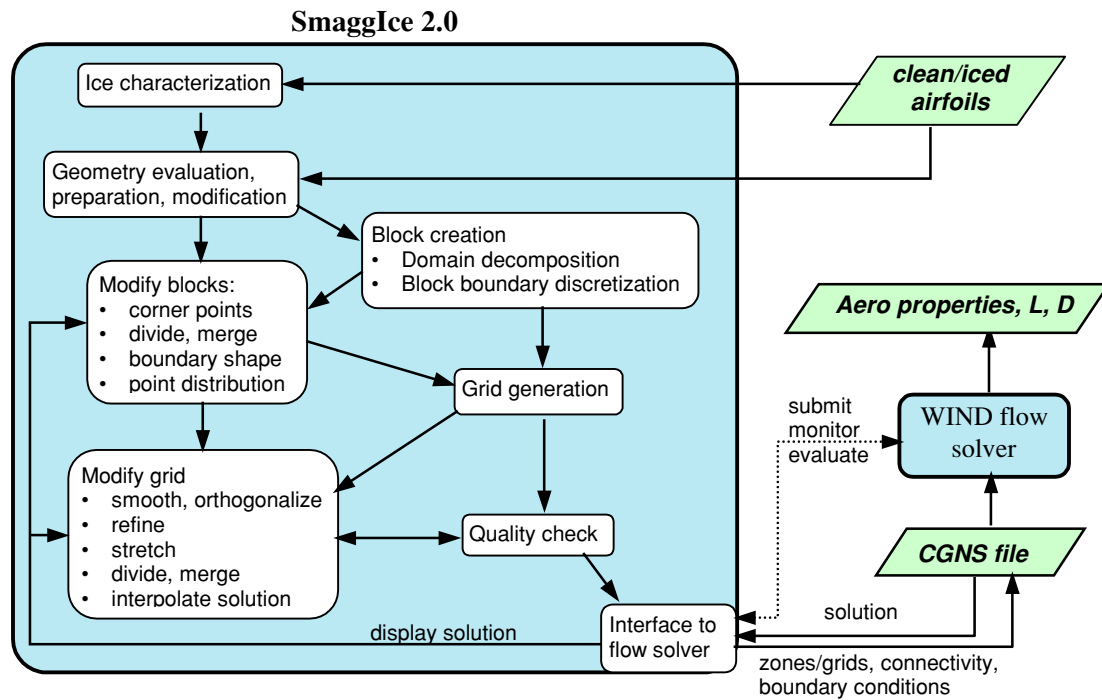 SmaggIce 2.0
Ice characterization
clean/iced
airfoils
Geometry evaluation,
preparation, modification
Block creation
• Domain decomposition
• Block boundary discretization
Modify blocks:
• corner points
• divide, merge
• boundary shape
• point distribution
Aero properties, L, D
Grid generation
submit
monitor
evaluate
WIND flow
solver
Modify grid
• smooth, orthogonalize
• refine
• stretch
• divide, merge
• interpolate solution
Quality check
CGNS file
Interface to
flow solver
display solution
solution
zones/grids, connectivity,
boundary conditions